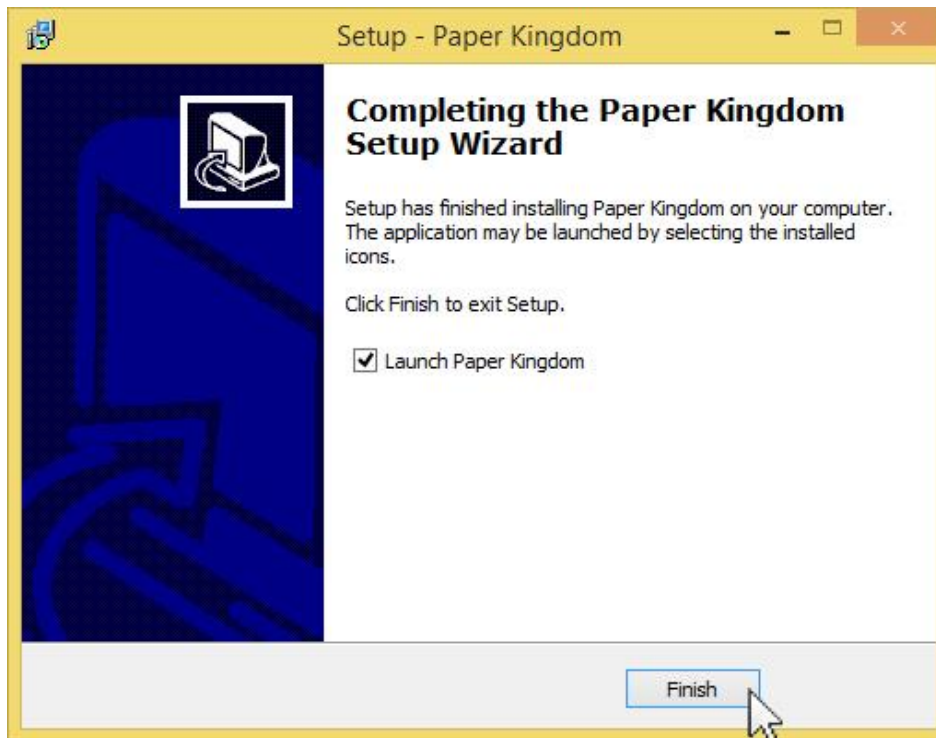 Setup - Paper Kingdom
Completing the Paper Kingdom
Setup Wizard
Setup has finished installing Paper Kingdom on your computer.
The application may be launched by selecting the installed
icons.
Click Finish to exit Setup.
Launch Paper Kingdom
Finish